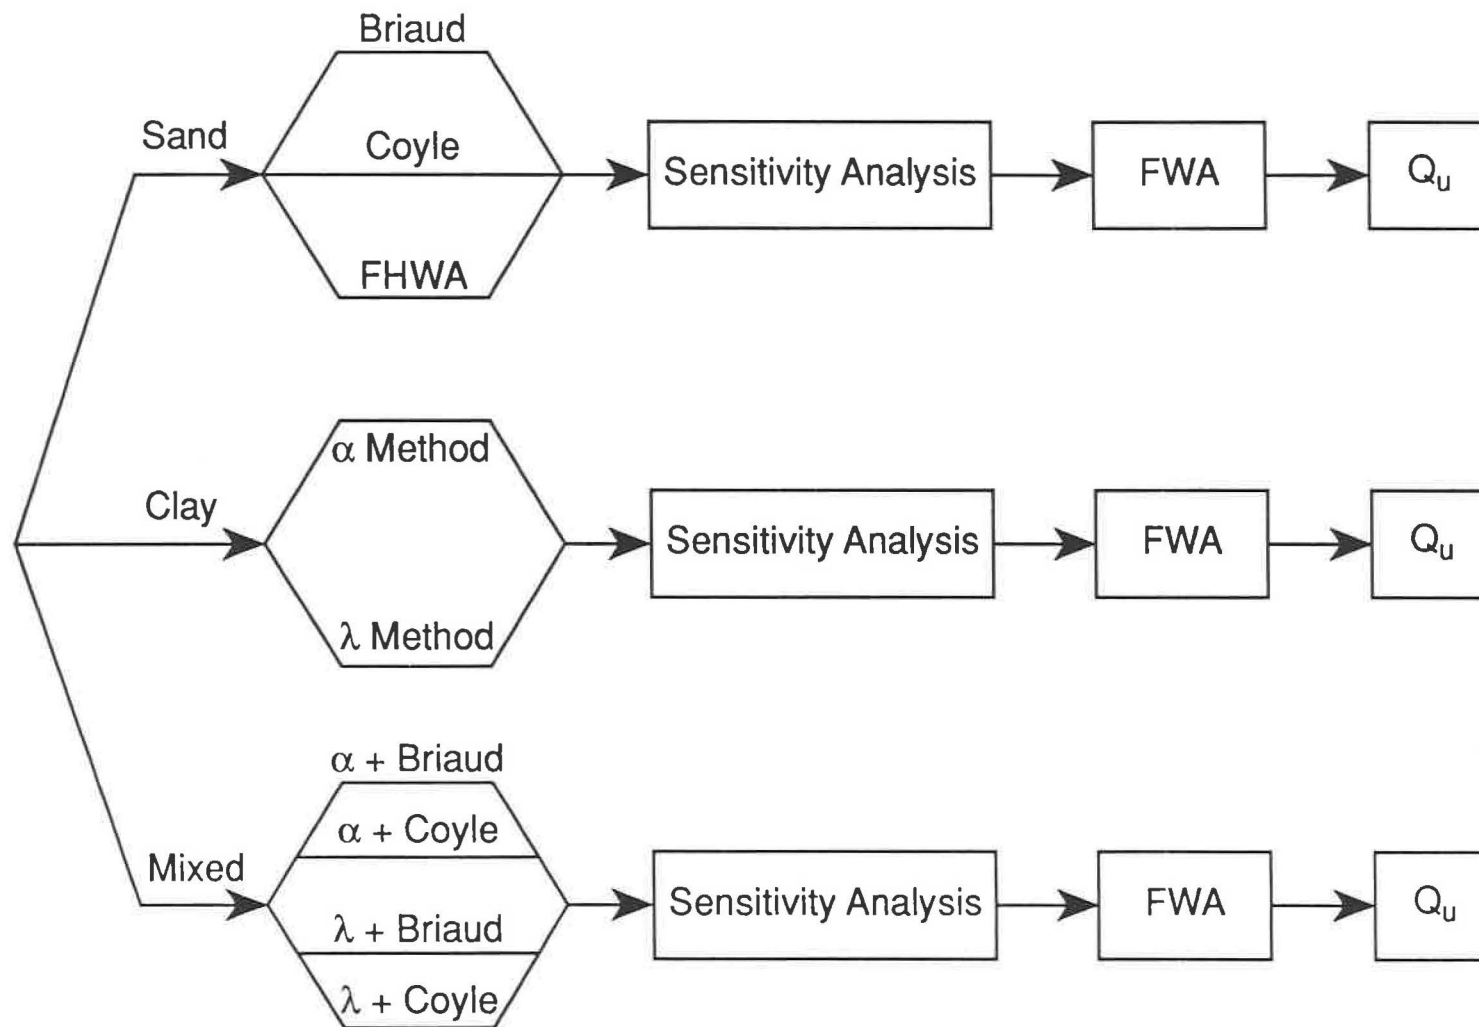 Briaud
Sand
Coyle
FHWA
Sensitivity Analysis
FWA
Qu
α Method
Clay
λ Method
Sensitivity Analysis
FWA
Qu
α + Briaud
α + Coyle
Mixed
λ + Briaud
λ + Coyle
Sensitivity Analysis
FWA
Qu